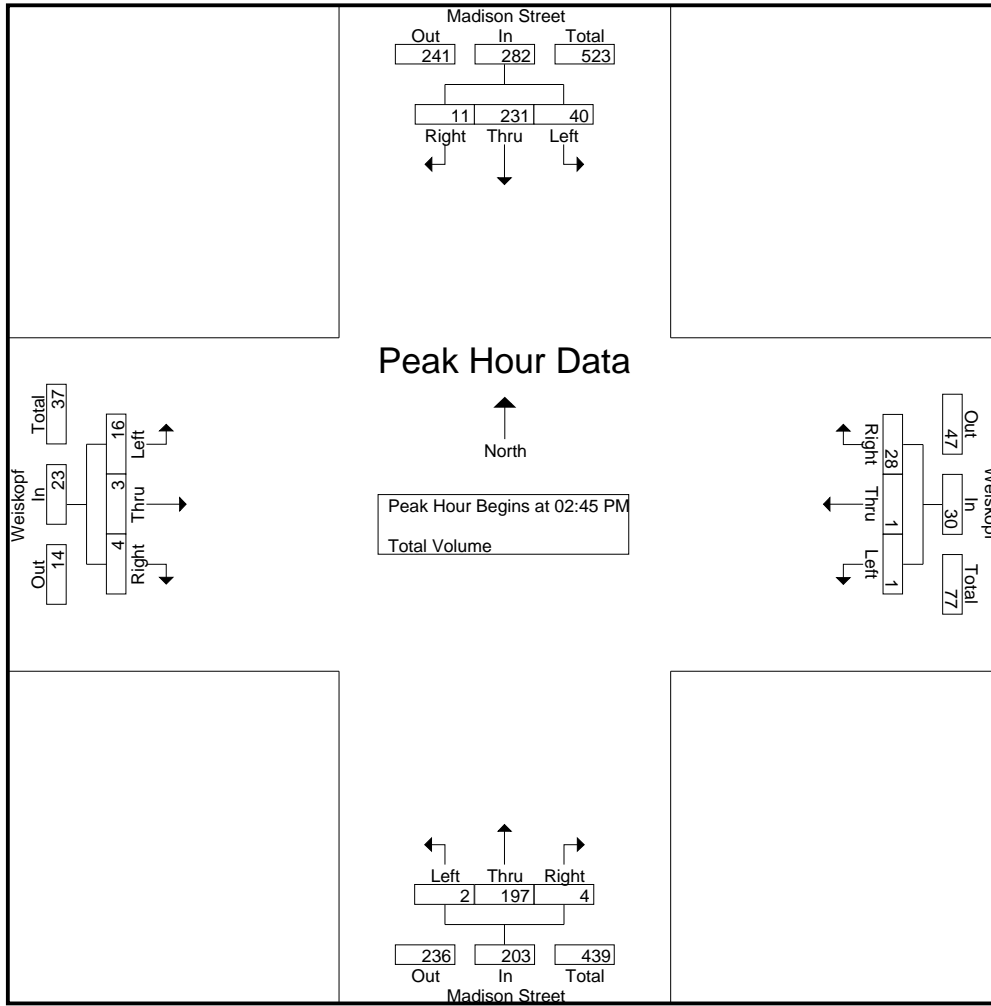 Madison Street
Out In Total
241 282 523
11 231 40
Right Thru Left
Peak Hour Data
North
Peak Hour Begins at 02:45 PM
Total Volume
Weiskopf
Total In Out
37 23 14
16 3 4
Left Thru Right
Right Thru Left
28 1 1
Out In Total
47 30 77
Weiskopf
Left Thru Right
2 197 4
236 203 439
Out In Total
Madison Street